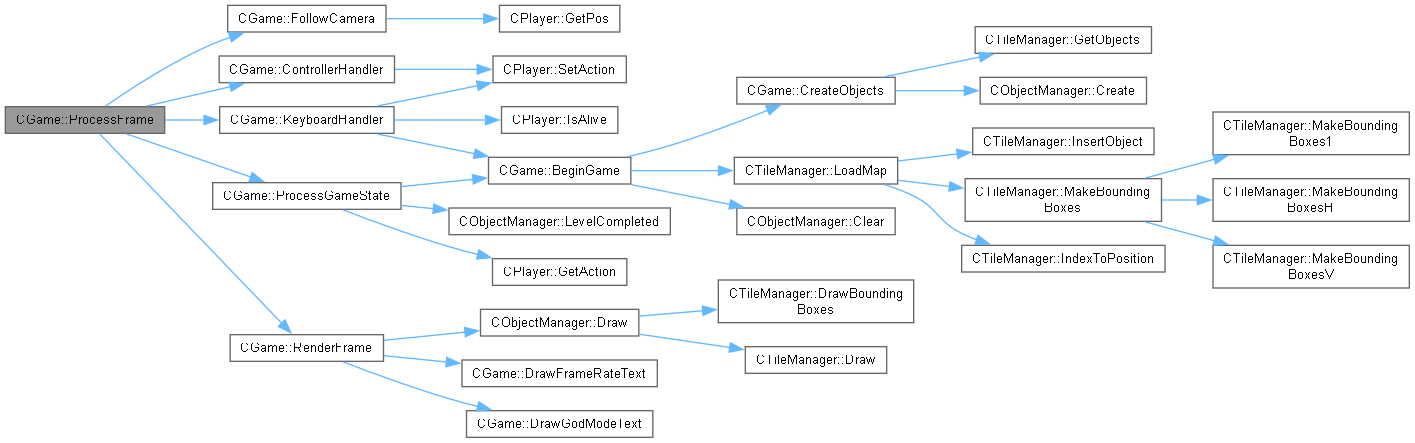 CGame::ProcessFrame
CGame::FollowCamera
CPlayer::GetPos
CGame::ControllerHandler
CPlayer::SetAction
CGame::KeyboardHandler
CPlayer::IsAlive
CGame::BeginGame
CGame::CreateObjects
CTileManager::GetObjects
CObjectManager::Create
CTileManager::LoadMap
CTileManager::InsertObject
CTileManager::MakeBounding
Boxes
CTileManager::MakeBounding
Boxes1
CTileManager::MakeBounding
BoxesH
CTileManager::MakeBounding
BoxesV
CTileManager::IndexToPosition
CObjectManager::Clear
CGame::ProcessGameState
CObjectManager::LevelCompleted
CPlayer::GetAction
CGame::RenderFrame
CObjectManager::Draw
CTileManager::DrawBounding
Boxes
CTileManager::Draw
CGame::DrawFrameRateText
CGame::DrawGodModeText